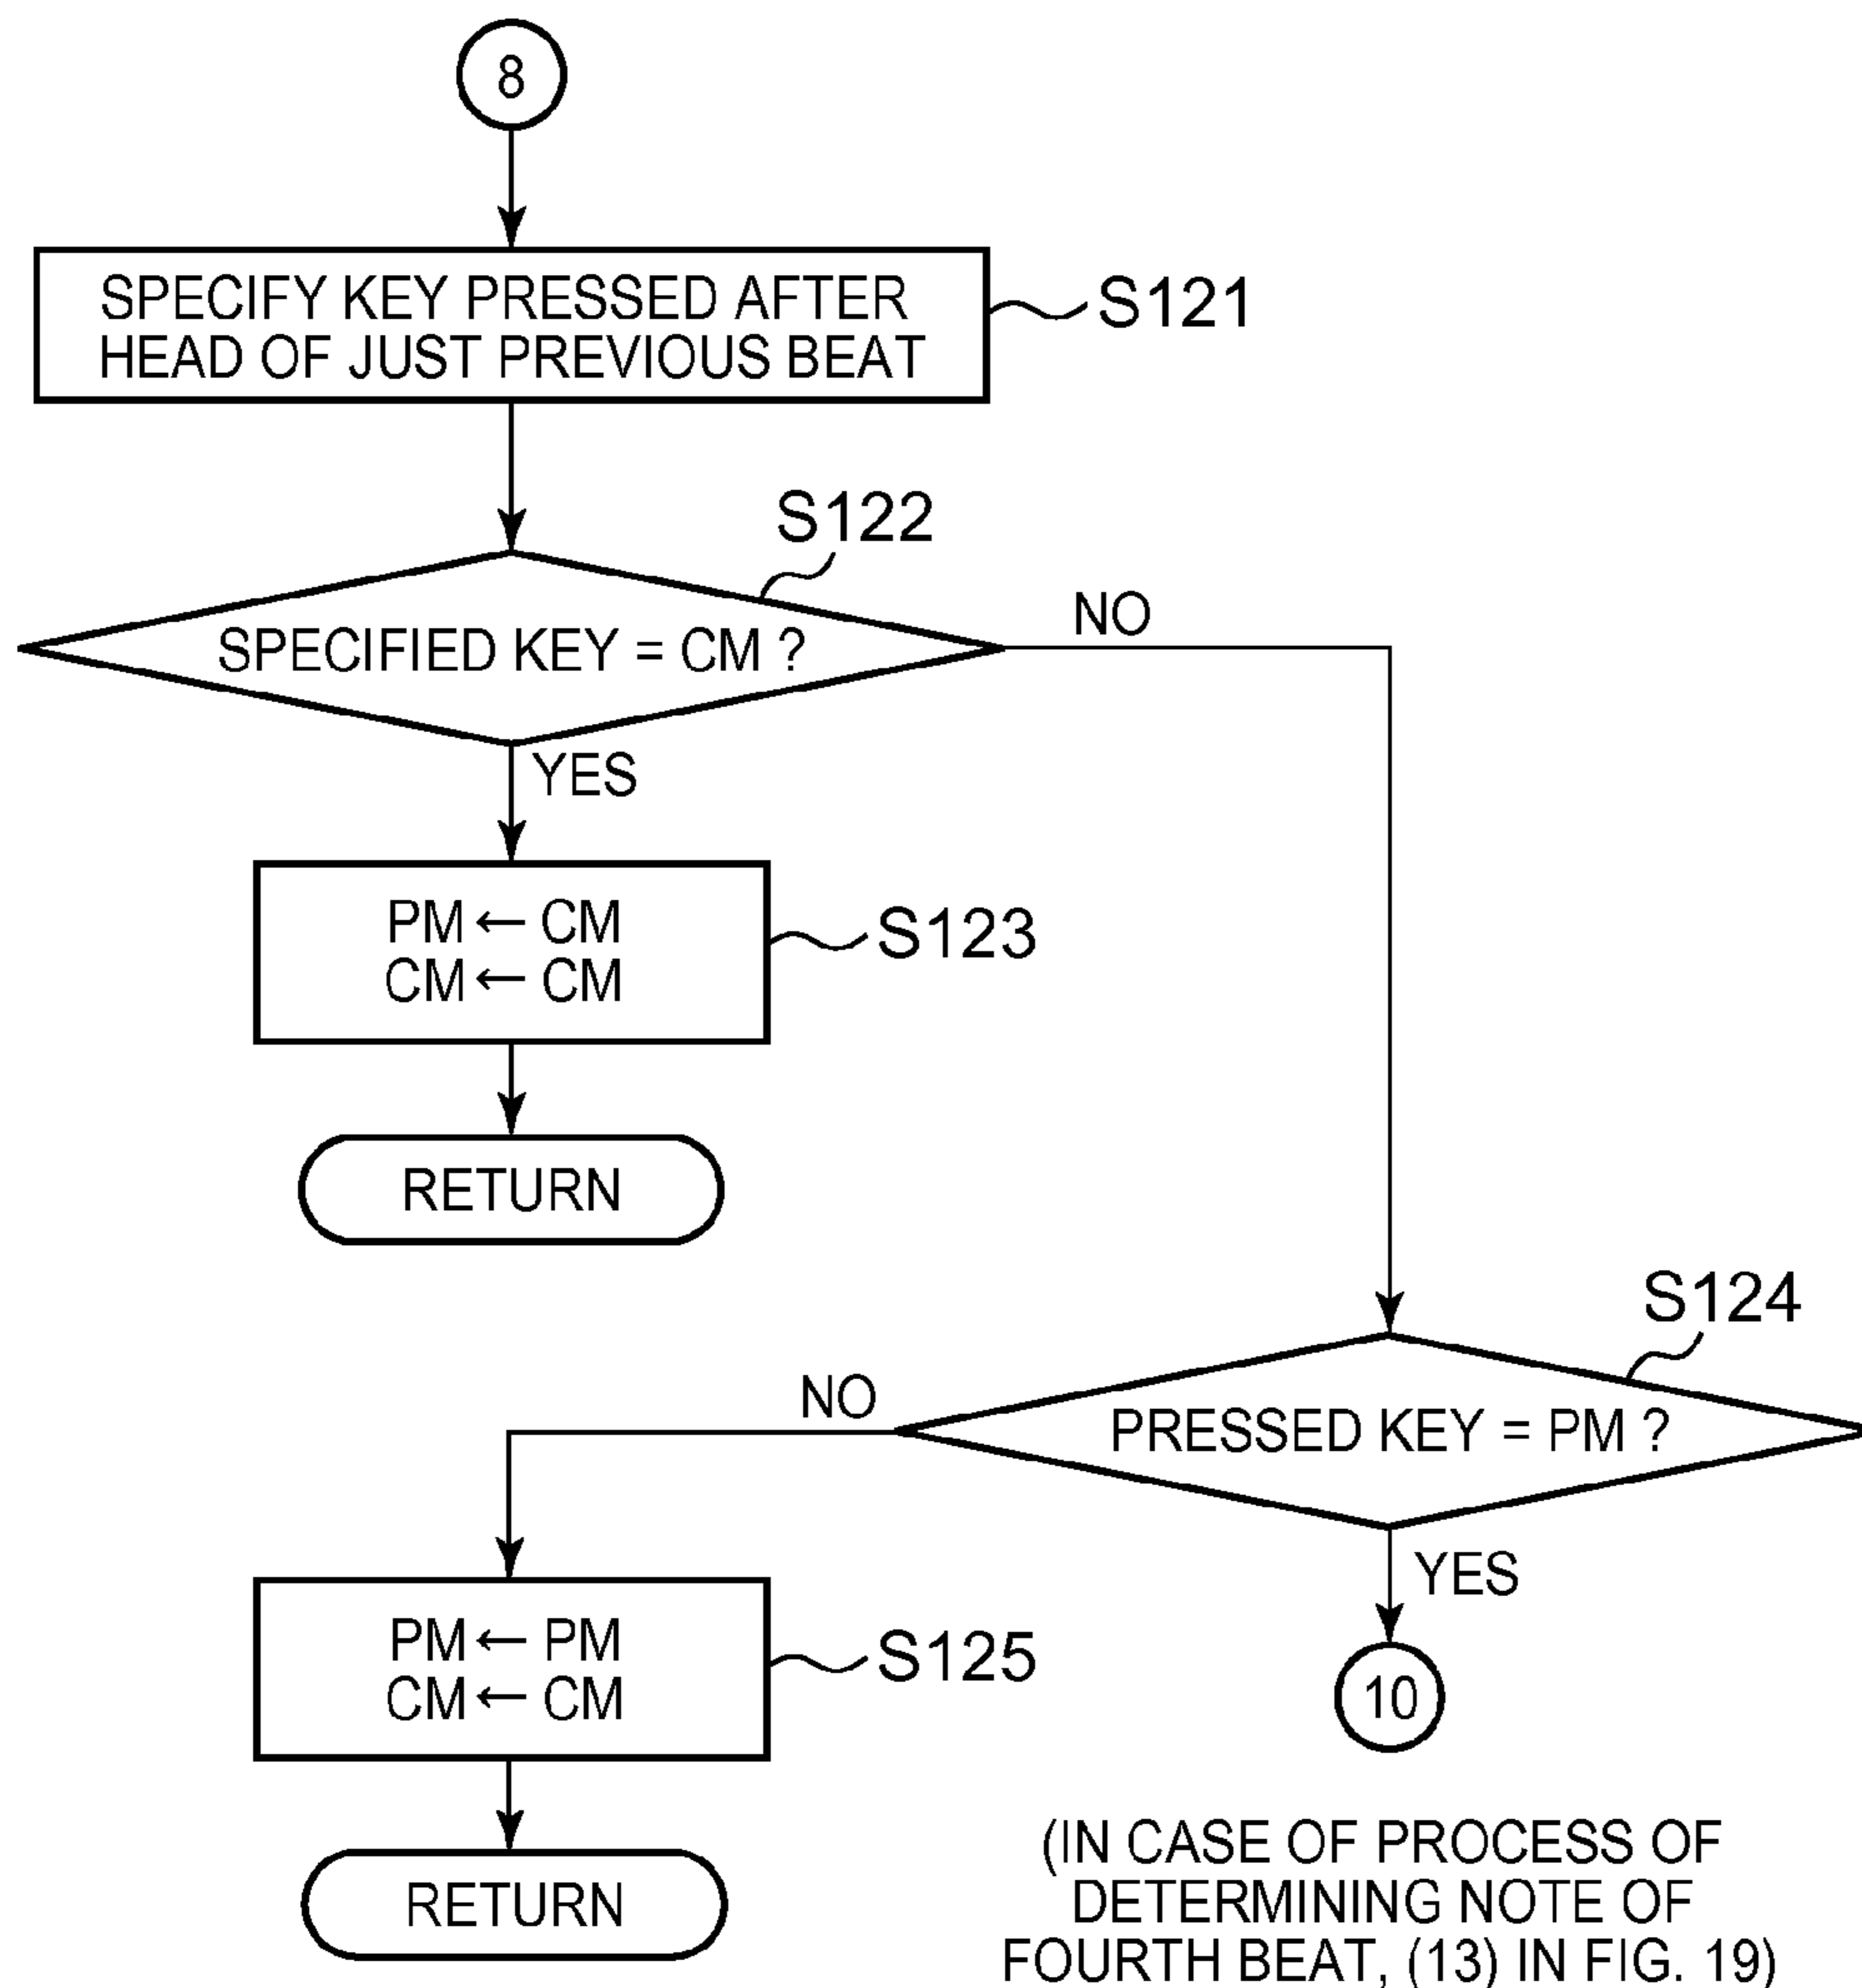 8
SPECIFY KEY PRESSED AFTER
HEAD OF JUST PREVIOUS BEAT
S121
S122
SPECIFIED KEY = CM ?
NO
YES
PM ← CM
CM ← CM
S123
RETURN
S124
PRESSED KEY = PM ?
NO
YES
PM ← PM
CM ← CM
S125
10
RETURN
(IN CASE OF PROCESS OF
DETERMINING NOTE OF
FOURTH BEAT, (13) IN FIG. 19)